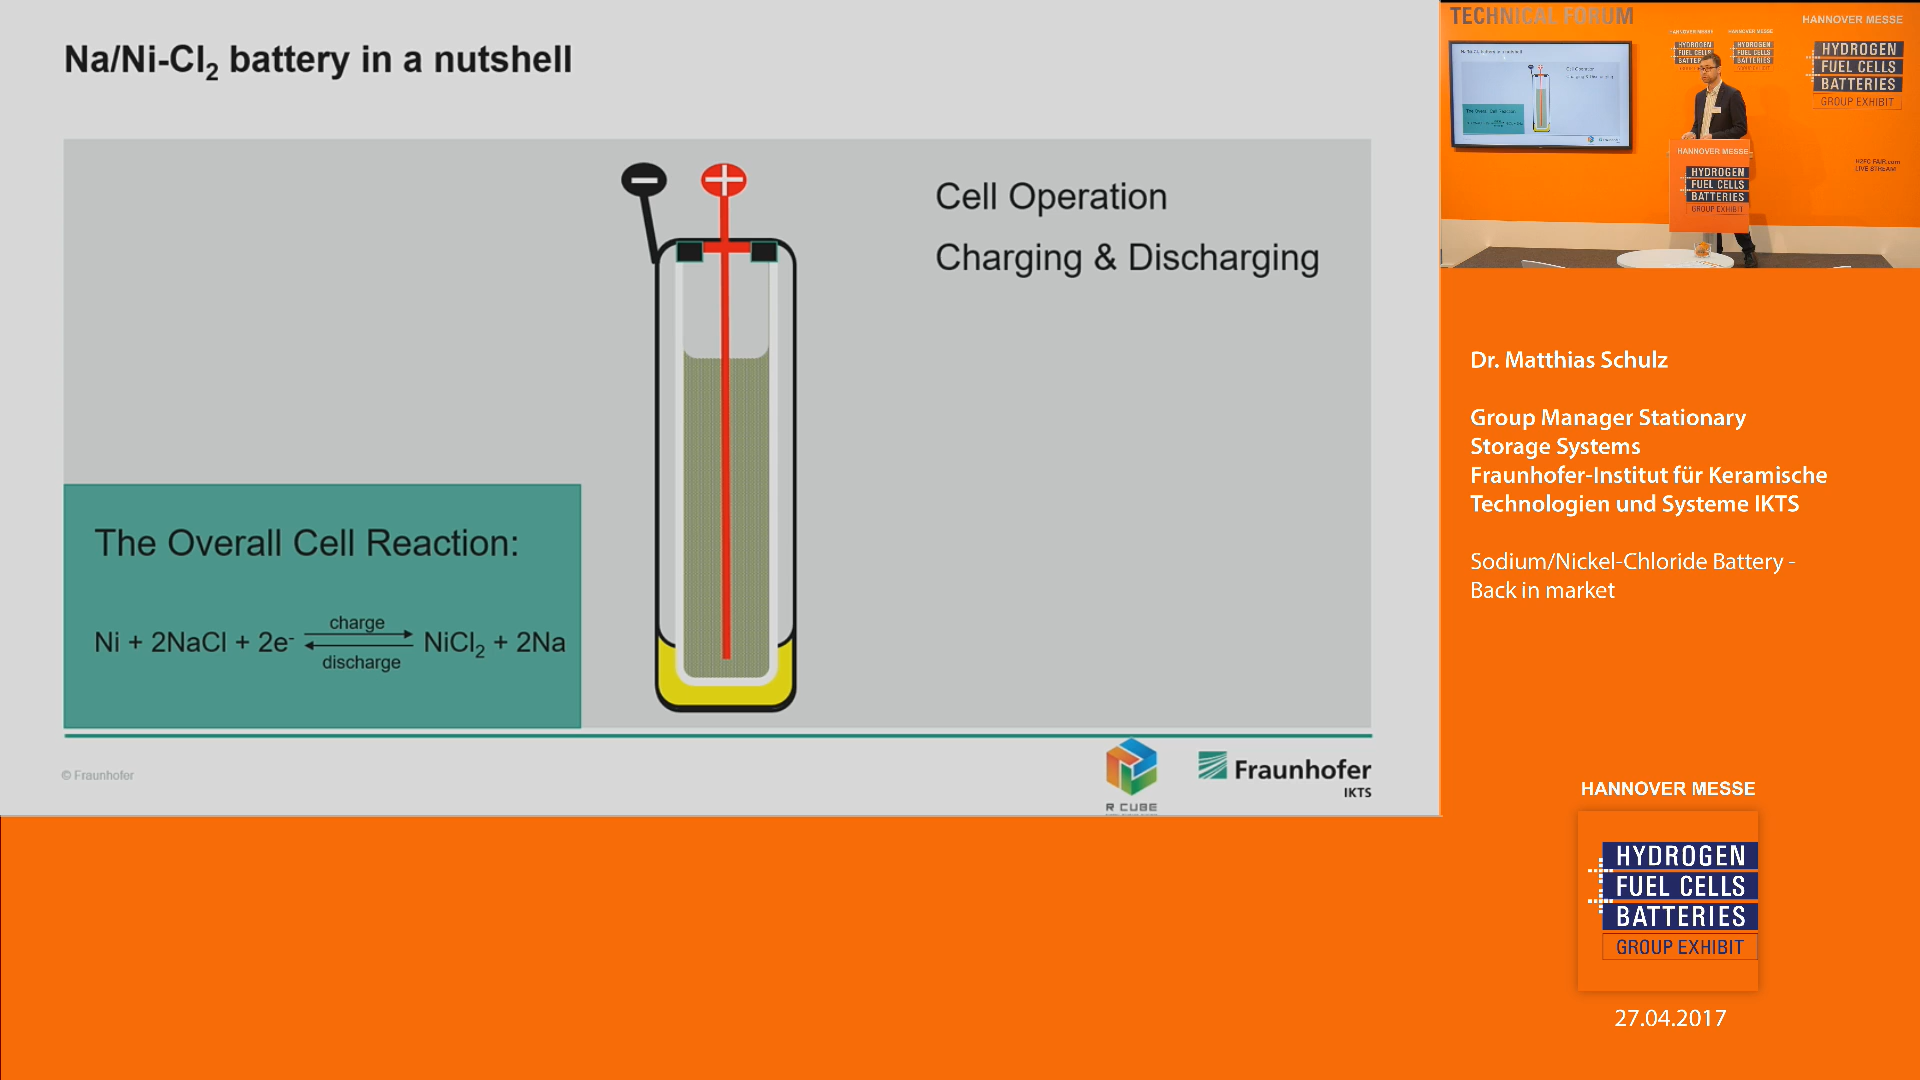 Na/Ni-Cl₂ battery in a nutshell
Cell Operation
Charging & Discharging
The Overall Cell Reaction:
Ni + 2NaCl + 2e⁻ charge discharge NiCl₂ + 2Na
© Fraunhofer
R CUBE
Fraunhofer
IKTS
TECHNICAL FORUM
HANNOVER MESSE
HYDROGEN
FUEL CELLS
BATTERIES
GROUP EXHIBIT
HANNOVER MESSE
HYDROGEN
FUEL CELLS
BATTERIES
GROUP EXHIBIT
Dr. Matthias Schulz
Group Manager Stationary
Storage Systems
Fraunhofer-Institut für Keramische
Technologien und Systeme IKTS
Sodium/Nickel-Chloride Battery -
Back in market
HANNOVER MESSE
HYDROGEN
FUEL CELLS
BATTERIES
GROUP EXHIBIT
27.04.2017